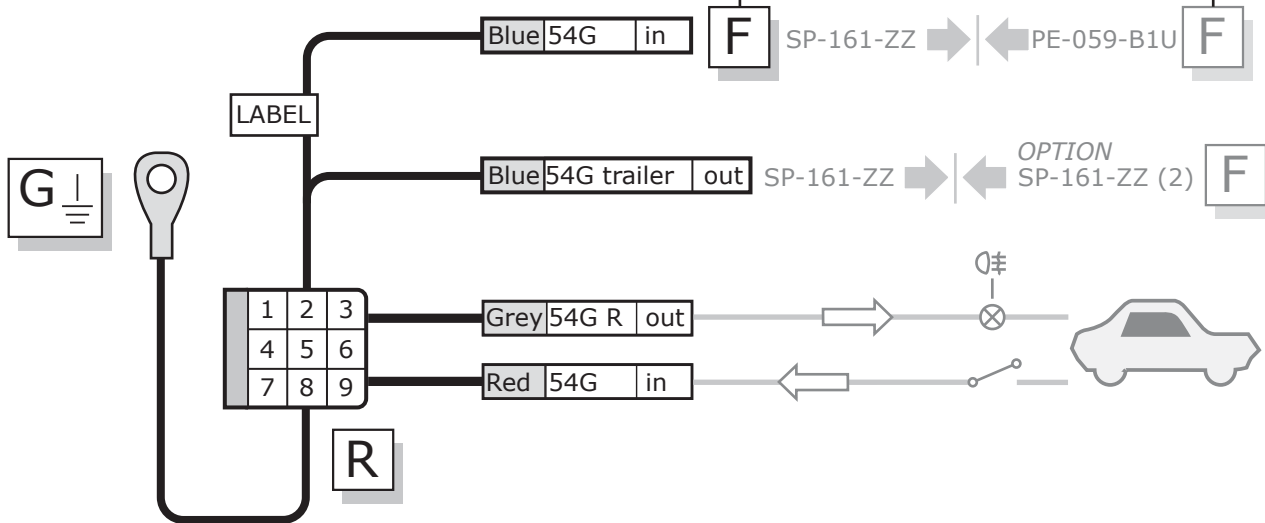 Blue 54G in F SP-161-ZZ PE-059-B1U F
LABEL
G
OPTION
Blue 54G trailer out SP-161-ZZ SP-161-ZZ (2) F
1 2 3
Grey 54G R out
4 5 6
7 8 9
Red 54G in
R